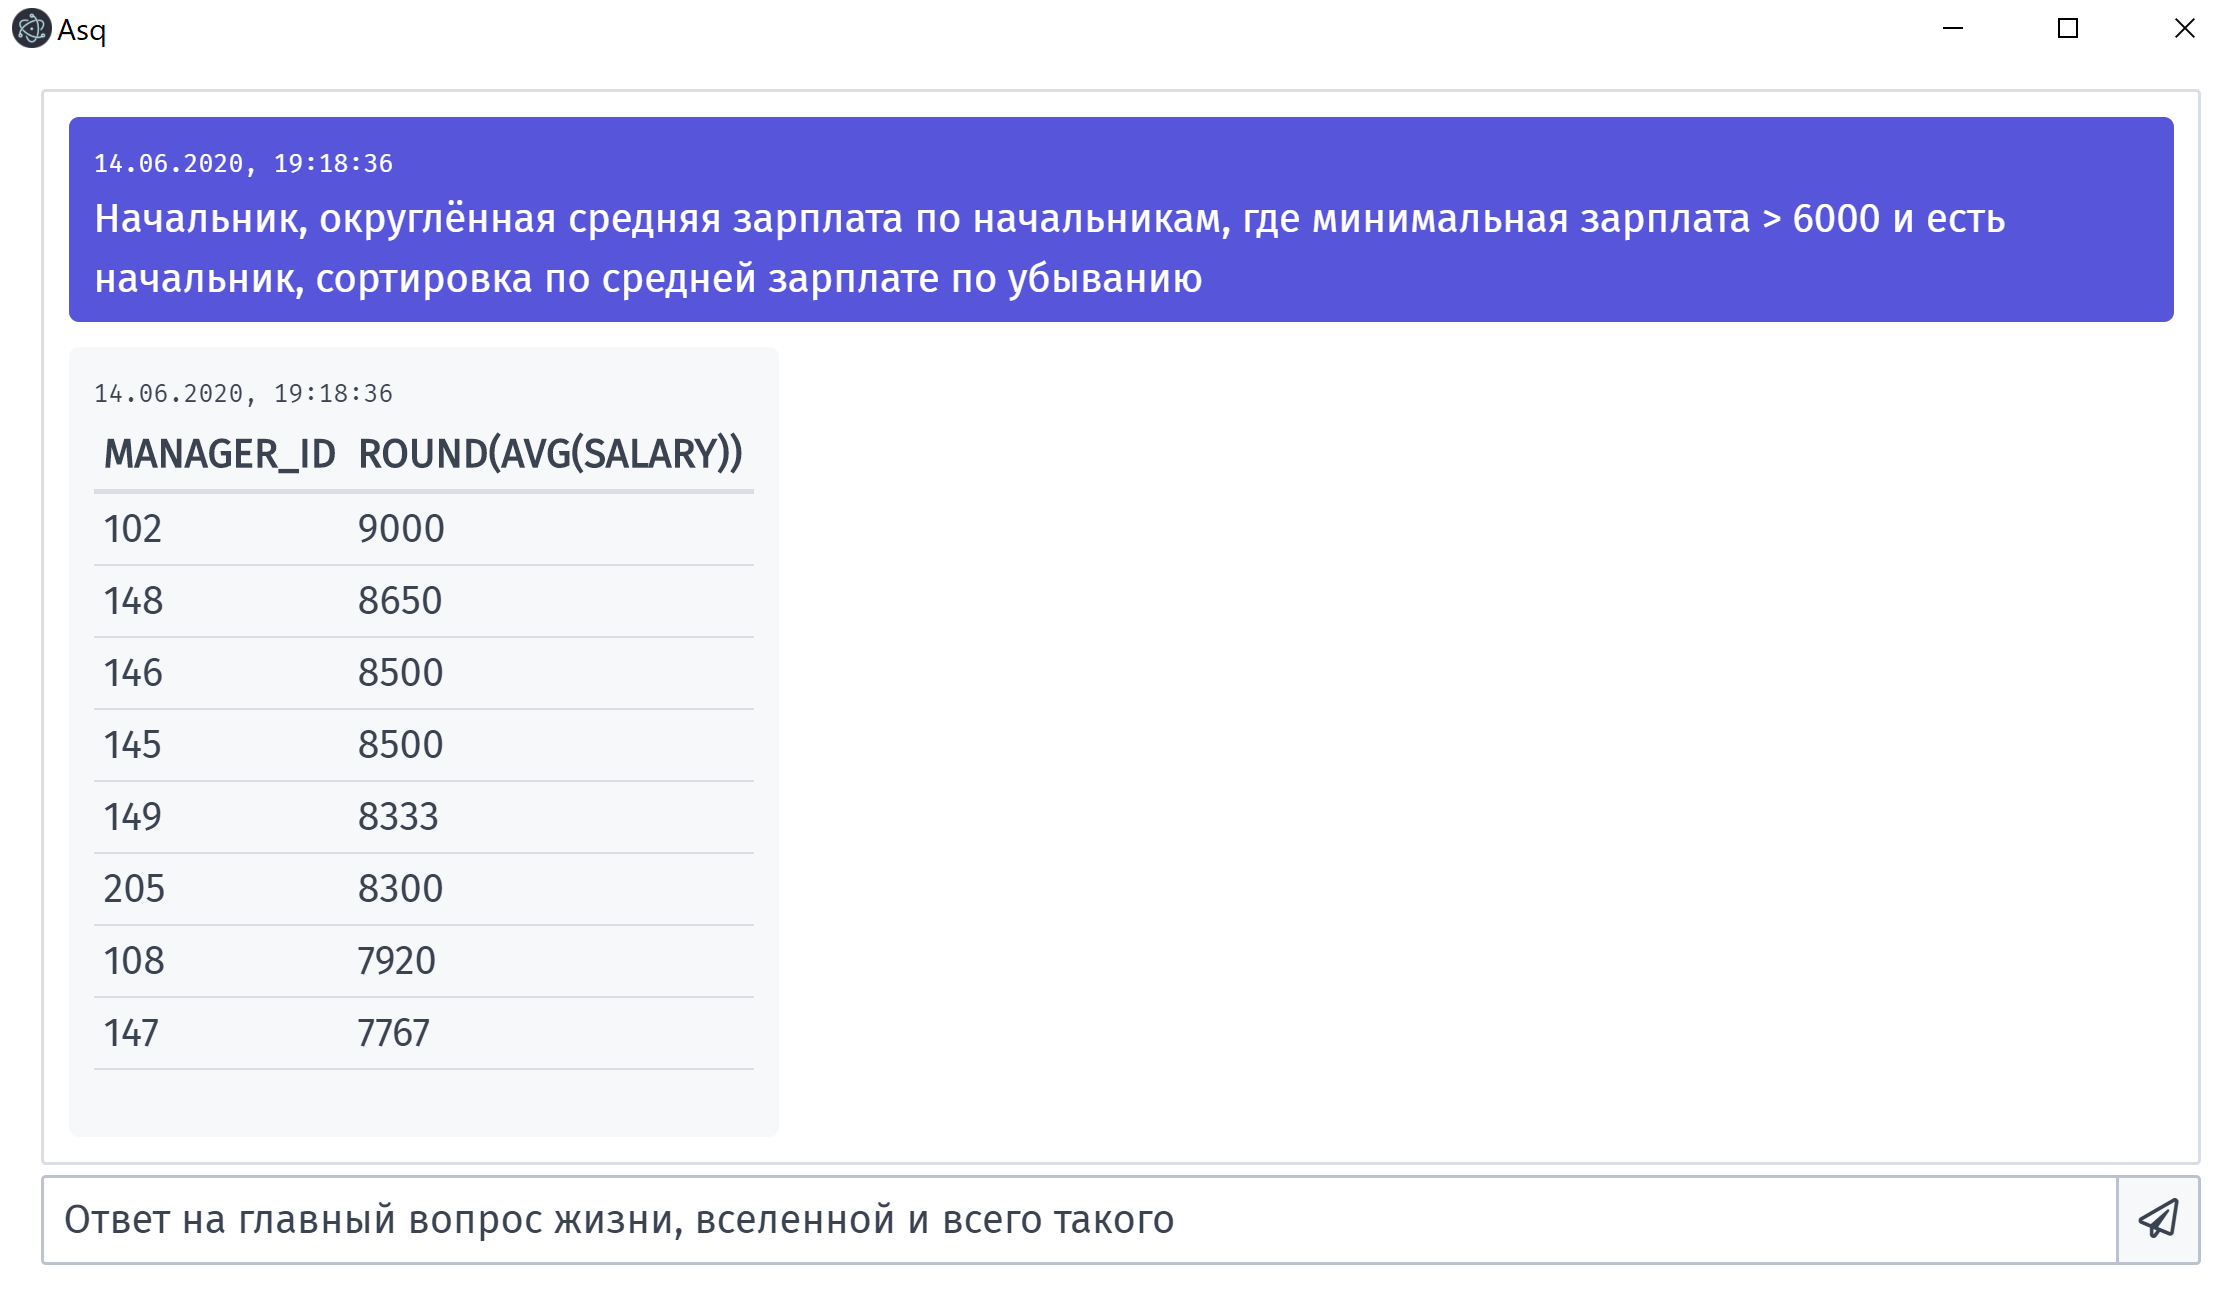 Asq
14.06.2020, 19:18:36
Начальник, округлённая средняя зарплата по начальникам, где минимальная зарплата > 6000 и есть
начальник, сортировка по средней зарплате по убыванию
14.06.2020, 19:18:36
MANAGER_ID ROUND(AVG(SALARY))
102 9000
148 8650
146 8500
145 8500
149 8333
205 8300
108 7920
147 7767
Ответ на главный вопрос жизни, вселенной и всего такого